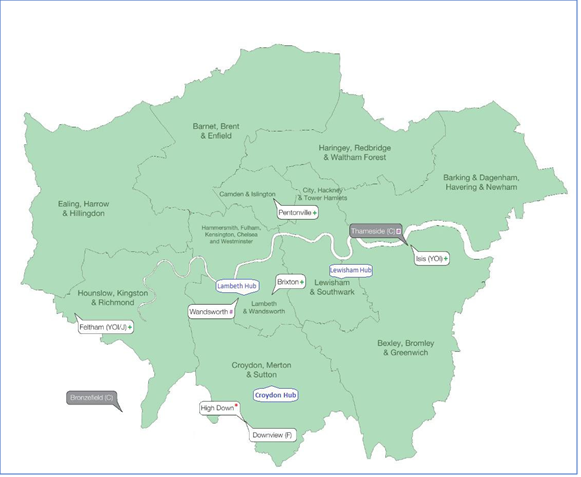 Barnet, Brent
& Enfield
Haringey, Redbridge
& Waltham Forest
Barking & Dagenham,
Havering & Newham
Camden & Islington
City, Hackney
& Tower Hamlets
Ealing, Harrow
& Hillingdon
Pentonville +
Hammersmith, Fulham,
Kensington, Chelsea
and Westminster
Thameside (C)
Isis (YOI) +
Lewisham Hub
Lambeth Hub
Brixton +
Lewisham
& Southwark
Hounslow, Kingston
& Richmond
Wandsworth #
Lambeth
& Wandsworth
Feltham (YOI/J) +
Bexley, Bromley
& Greenwich
Croydon, Merton
& Sutton
Croydon Hub
Bronzefield (C)
High Down *
Downview (F)